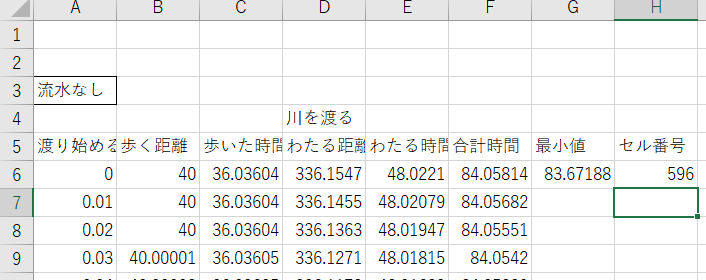 A B C D E F G H
1
2
3 流水なし
4 川を渡る
5 渡り始める 歩く距離 歩いた時間 わたる距離 わたる時間 合計時間 最小値 セル番号
6 0 40 36.03604 336.1547 48.0221 84.05814 83.67188 596
7 0.01 40 36.03604 336.1455 48.02079 84.05682
8 0.02 40 36.03604 336.1363 48.01947 84.05551
9 0.03 40.00001 36.03605 336.1271 48.01815 84.0542